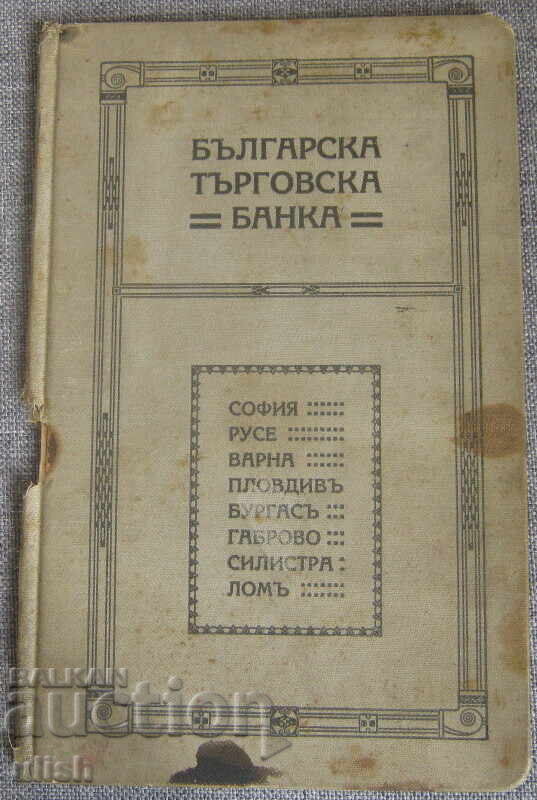 БЪЛГАРСКА
ТЪРГОВСКА
БАНКА
СОФИЯ
РУСЕ
ВАРНА
ПЛОВДИВЪ
БУРГАСЪ
ГАБРОВО
СИЛИСТРА
ЛОМЪ
BALKAN
auction